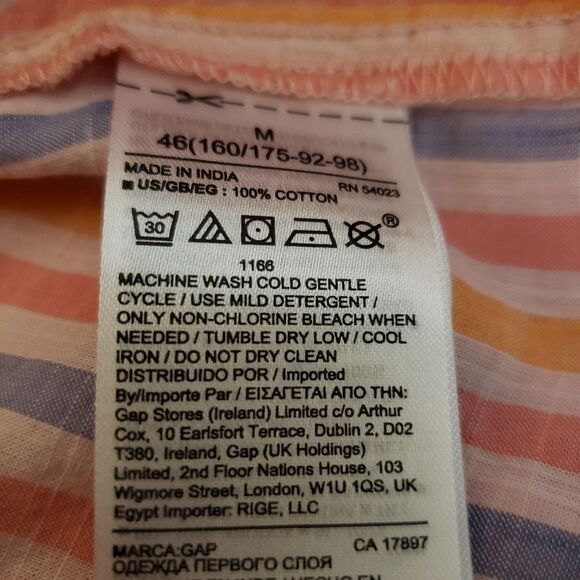 M
46(160/175-92-98)
MADE IN INDIA RN 54023
■ US/GB/EG : 100% COTTON
30 ®
1166
MACHINE WASH COLD GENTLE
CYCLE / USE MILD DETERGENT /
ONLY NON-CHLORINE BLEACH WHEN
NEEDED / TUMBLE DRY LOW / COOL
IRON / DO NOT DRY CLEAN
DISTRIBUIDO POR / Imported
By/Importe Par / ΕΙΣΑΓΕΤΑΙ ΑΠΟ ΤΗΝ:
Gap Stores (Ireland) Limited c/o Arthur
Cox, 10 Earlsfort Terrace, Dublin 2, D02
T380, Ireland, Gap (UK Holdings)
Limited, 2nd Floor Nations House, 103
Wigmore Street, London, W1U 1QS, UK
Egypt Importer: RIGE, LLC
MARCA:GAP CA 17897
ОДЕЖДА ПЕРВОГО СЛОЯ